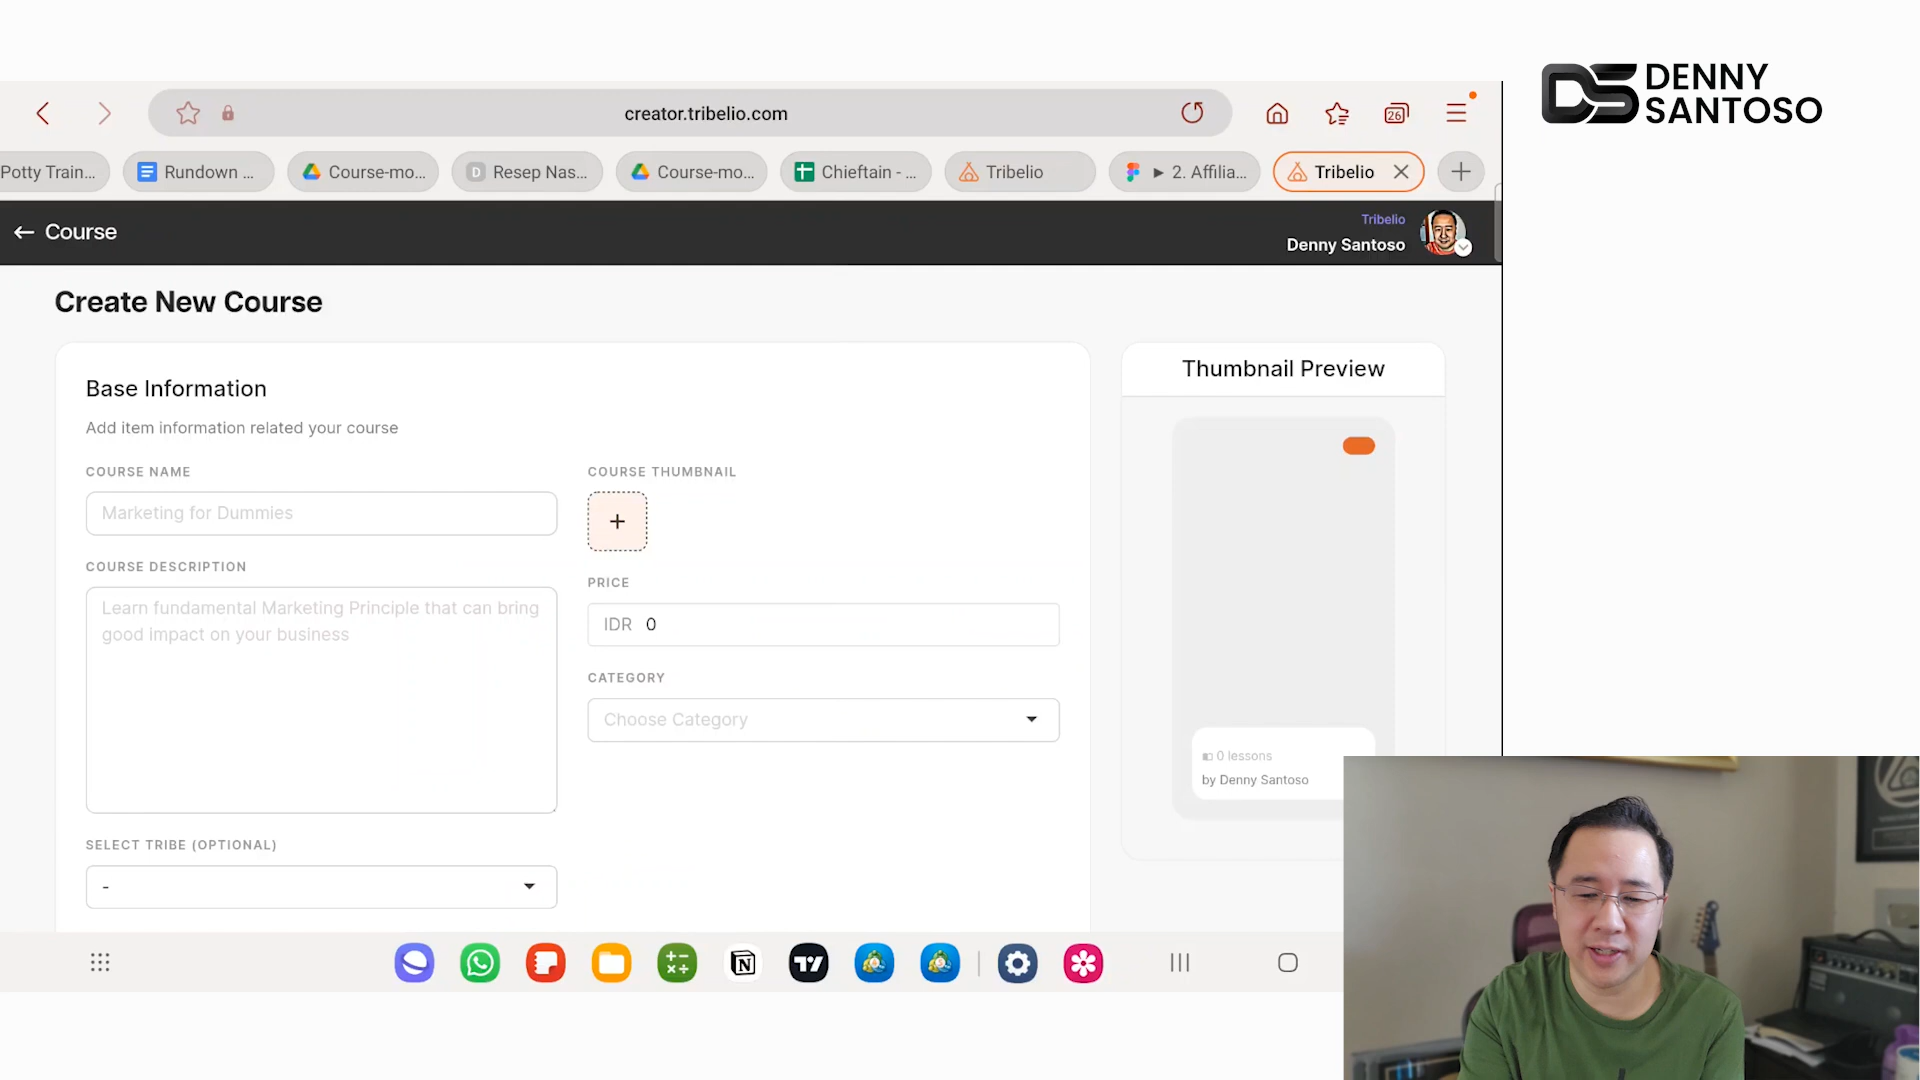 DENNY
SANTOSO
creator.tribelio.com
26
Potty Train...
Rundown ...
Course-mo...
Resep Nas...
Course-mo...
Chieftain - ...
Tribelio
2. Affilia...
Tribelio
Course
Tribelio
Denny Santoso
Create New Course
Base Information
Add item information related your course
COURSE NAME
Marketing for Dummies
COURSE DESCRIPTION
Learn fundamental Marketing Principle that can bring
good impact on your business
SELECT TRIBE (OPTIONAL)
-
COURSE THUMBNAIL
+
PRICE
IDR 0
CATEGORY
Choose Category
Thumbnail Preview
0 lessons
by Denny Santoso